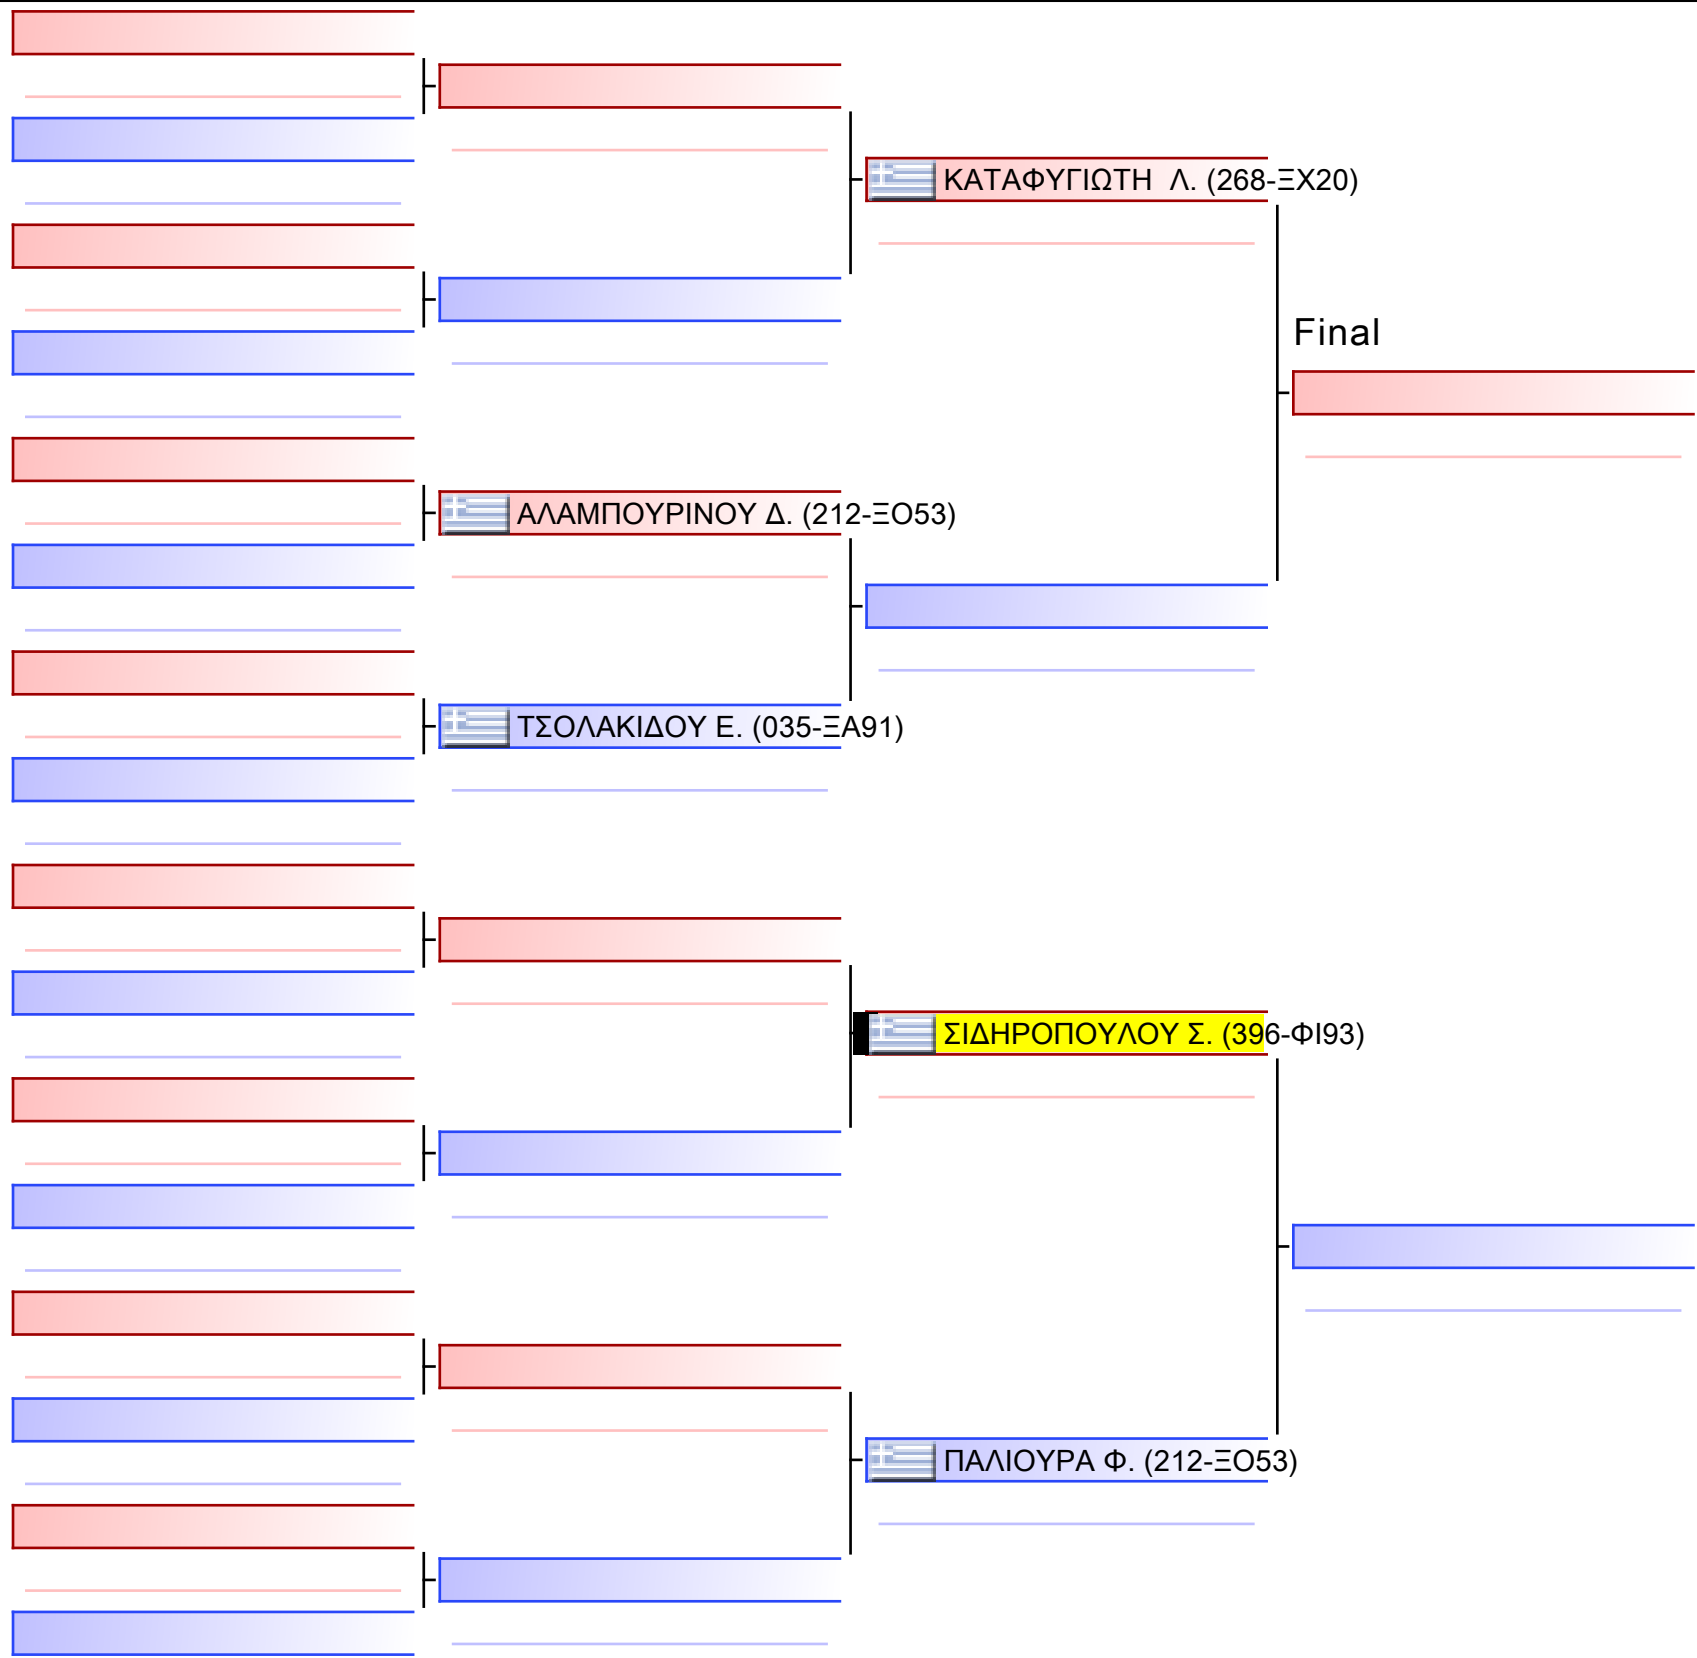 ΚΑΤΑΦΥΓΙΩΤΗ  Λ. (268-ΞΧ20)
Final
ΑΛΑΜΠΟΥΡΙΝΟΥ Δ. (212-ΞΟ53)
ΤΣΟΛΑΚΙΔΟΥ Ε. (035-ΞΑ91)
ΣΙΔΗΡΟΠΟΥΛΟΥ Σ. (396-ΦΙ93)
ΠΑΛΙΟΥΡΑ Φ. (212-ΞΟ53)